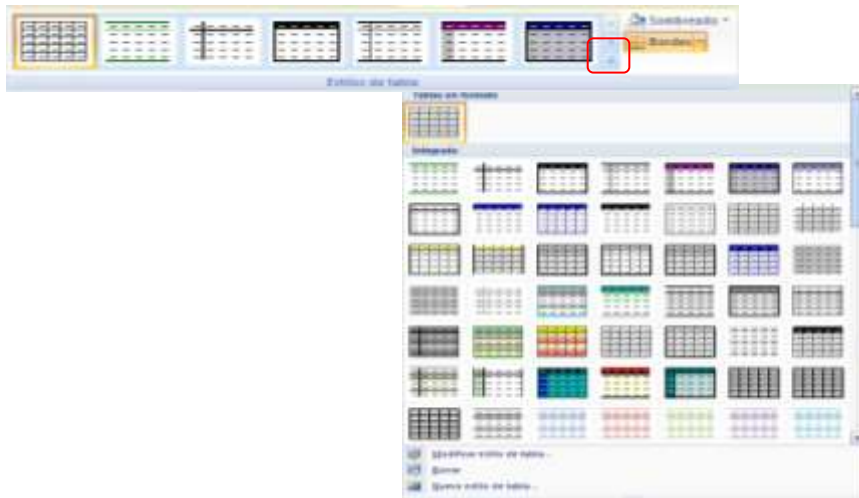 Sombreado
Bordes
Estilos de tabla
Tablas sin formato
Integrado
Modificar estilo de tabla...
Borrar
Nuevo estilo de tabla...